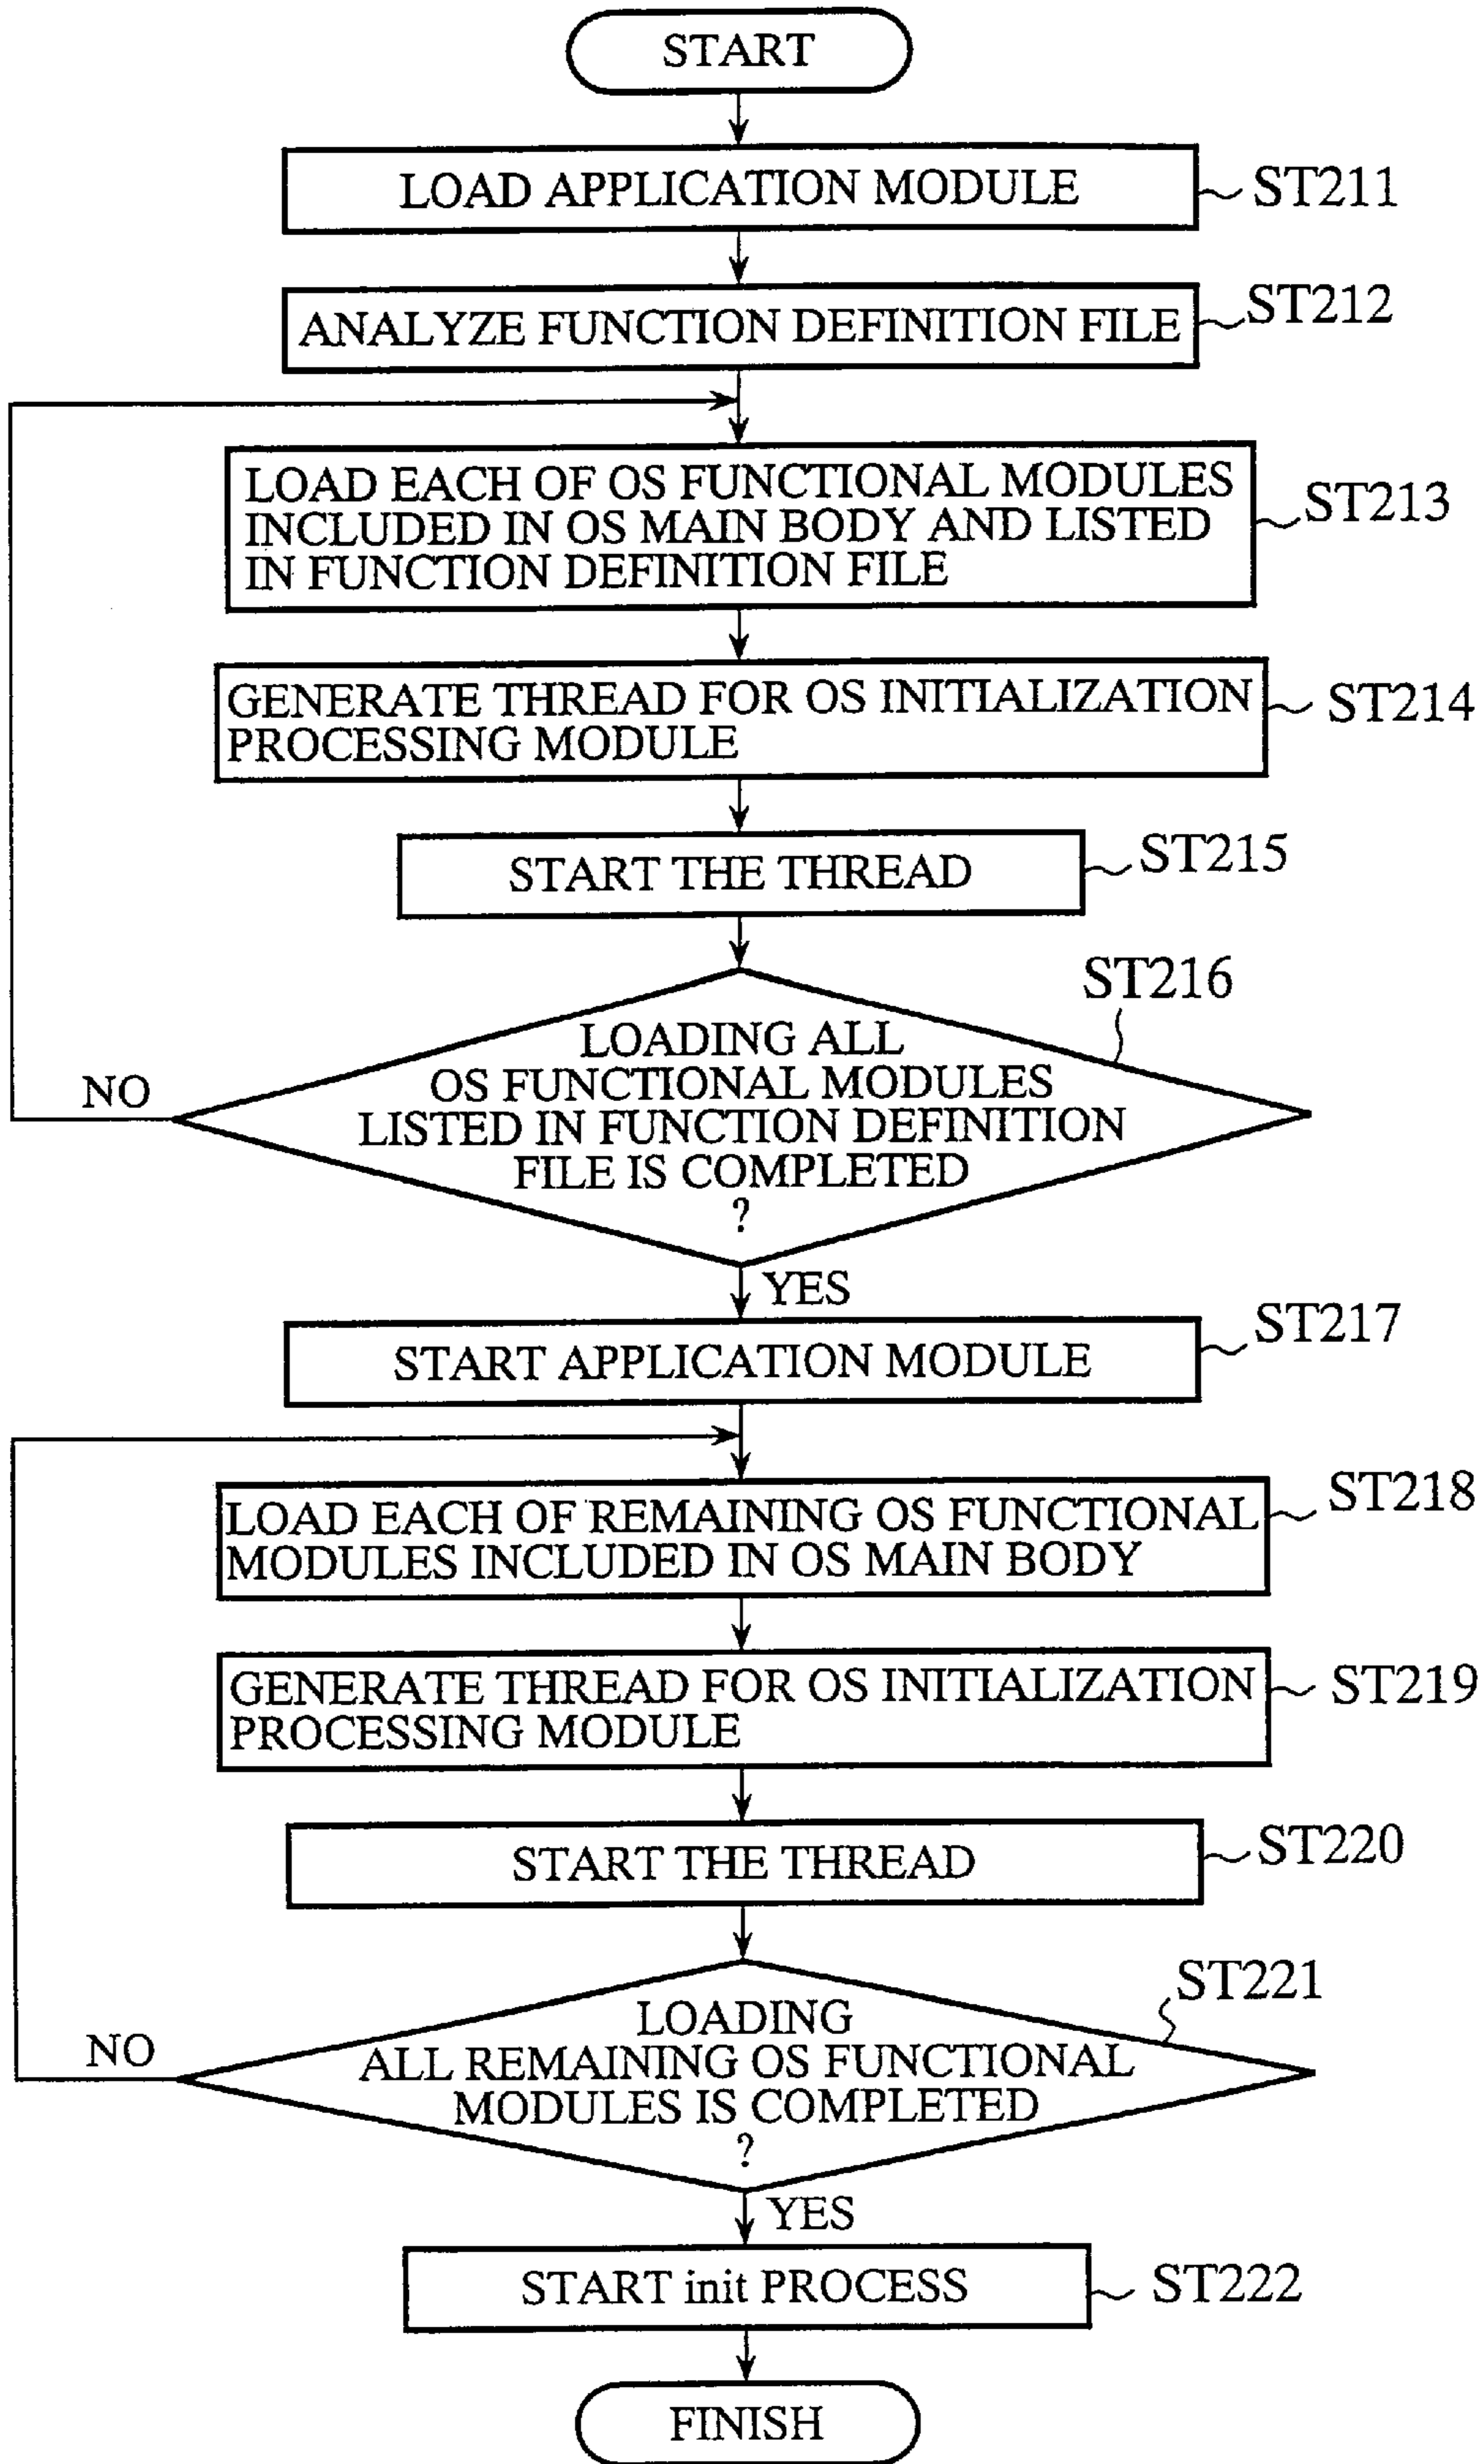 START
LOAD APPLICATION MODULE
ST211
ANALYZE FUNCTION DEFINITION FILE
ST212
LOAD EACH OF OS FUNCTIONAL MODULES
INCLUDED IN OS MAIN BODY AND LISTED
IN FUNCTION DEFINITION FILE
ST213
GENERATE THREAD FOR OS INITIALIZATION
PROCESSING MODULE
ST214
START THE THREAD
ST215
ST216
LOADING ALL
OS FUNCTIONAL MODULES
LISTED IN FUNCTION DEFINITION
FILE IS COMPLETED
?
NO
YES
START APPLICATION MODULE
ST217
LOAD EACH OF REMAINING OS FUNCTIONAL
MODULES INCLUDED IN OS MAIN BODY
ST218
GENERATE THREAD FOR OS INITIALIZATION
PROCESSING MODULE
ST219
START THE THREAD
ST220
ST221
LOADING
ALL REMAINING OS FUNCTIONAL
MODULES IS COMPLETED
?
NO
YES
START init PROCESS
ST222
FINISH